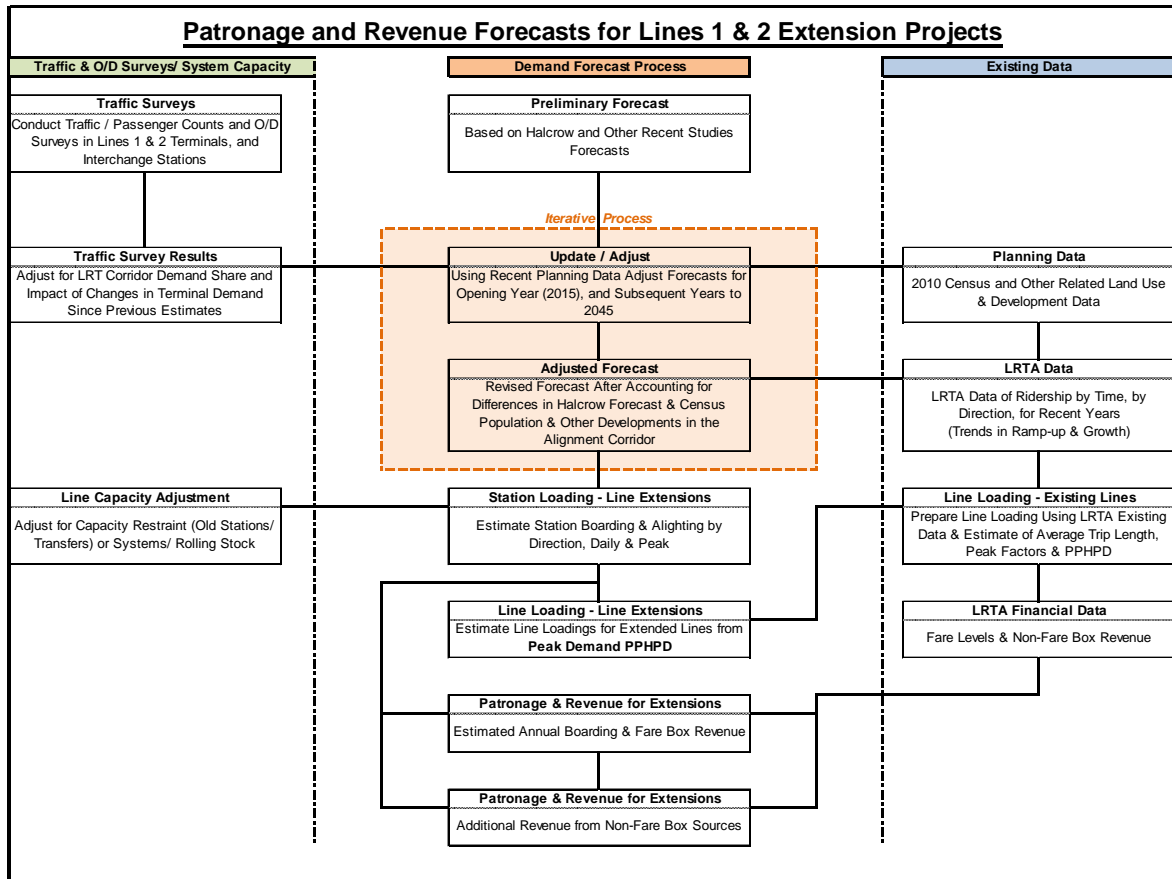 Patronage and Revenue Forecasts for Lines 1 & 2 Extension Projects
Traffic & O/D Surveys/ System Capacity
Demand Forecast Process
Existing Data
Traffic Surveys
Conduct Traffic / Passenger Counts and O/D
Surveys in Lines 1 & 2 Terminals, and
Interchange Stations
Preliminary Forecast
Based on Halcrow and Other Recent Studies
Forecasts
Iterative Process
Traffic Survey Results
Adjust for LRT Corridor Demand Share and
Impact of Changes in Terminal Demand
Since Previous Estimates
Update / Adjust
Using Recent Planning Data Adjust Forecasts for
Opening Year (2015), and Subsequent Years to
2045
Planning Data
2010 Census and Other Related Land Use
& Development Data
Adjusted Forecast
Revised Forecast After Accounting for
Differences in Halcrow Forecast & Census
Population & Other Developments in the
Alignment Corridor
LRTA Data
LRTA Data of Ridership by Time, by
Direction, for Recent Years
(Trends in Ramp-up & Growth)
Line Capacity Adjustment
Adjust for Capacity Restraint (Old Stations/
Transfers) or Systems/ Rolling Stock
Station Loading - Line Extensions
Estimate Station Boarding & Alighting by
Direction, Daily & Peak
Line Loading - Existing Lines
Prepare Line Loading Using LRTA Existing
Data & Estimate of Average Trip Length,
Peak Factors & PPHPD
Line Loading - Line Extensions
Estimate Line Loadings for Extended Lines from
Peak Demand PPHPD
LRTA Financial Data
Fare Levels & Non-Fare Box Revenue
Patronage & Revenue for Extensions
Estimated Annual Boarding & Fare Box Revenue
Patronage & Revenue for Extensions
Additional Revenue from Non-Fare Box Sources